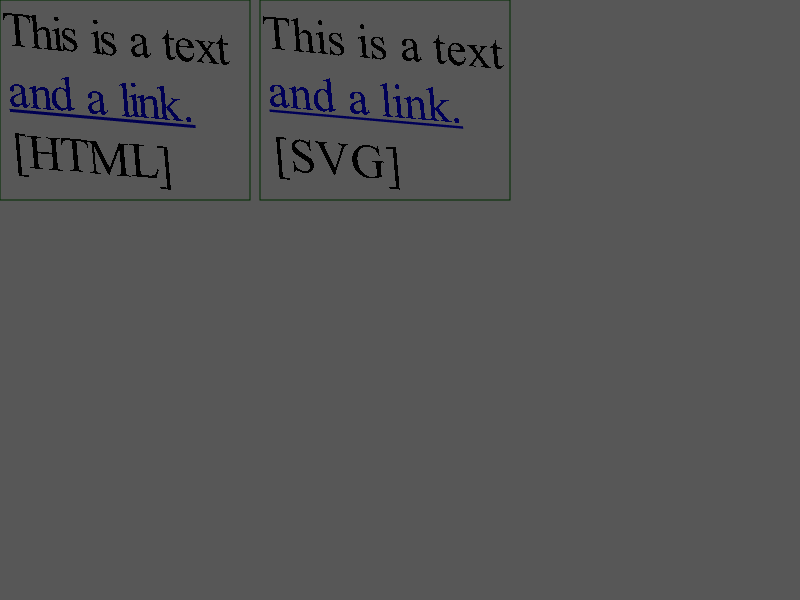 This is a text
and a link.
[HTML]
This is a text
and a link.
[SVG]